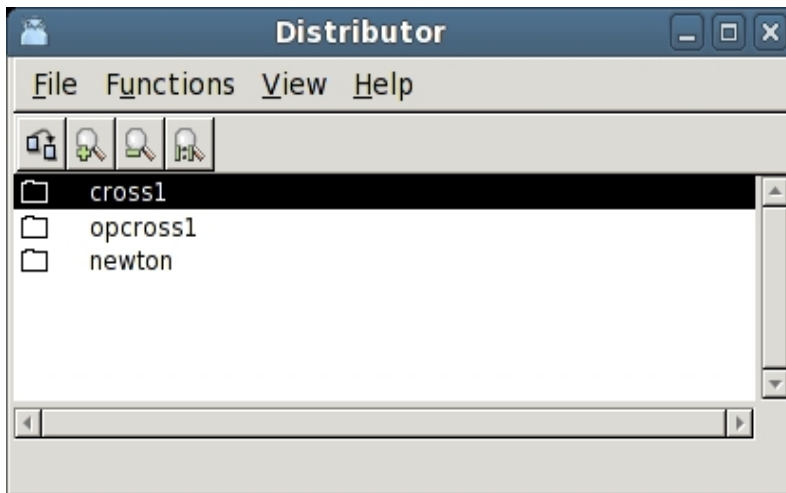 Distributor
File Functions View Help
cross1
opcross1
newton